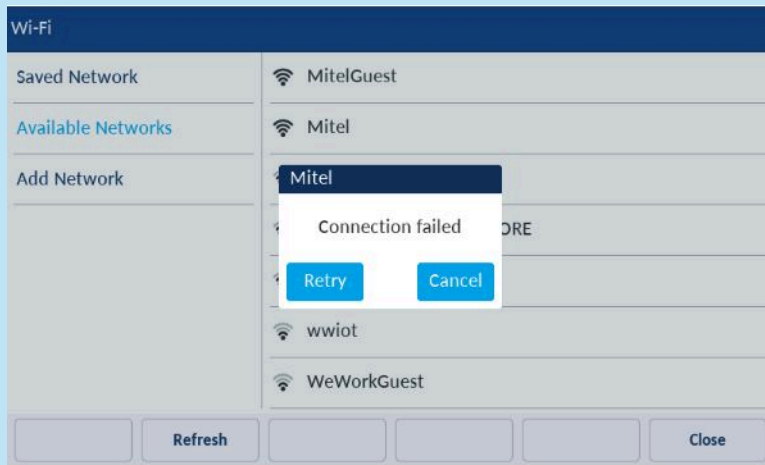 Wi-Fi
Saved Network
Available Networks
Add Network
MitelGuest
Mitel
Mitel
Connection failed
Retry
Cancel
wwiot
WeWorkGuest
Refresh
Close